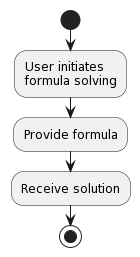 User initiates
formula solving
Provide formula
Receive solution